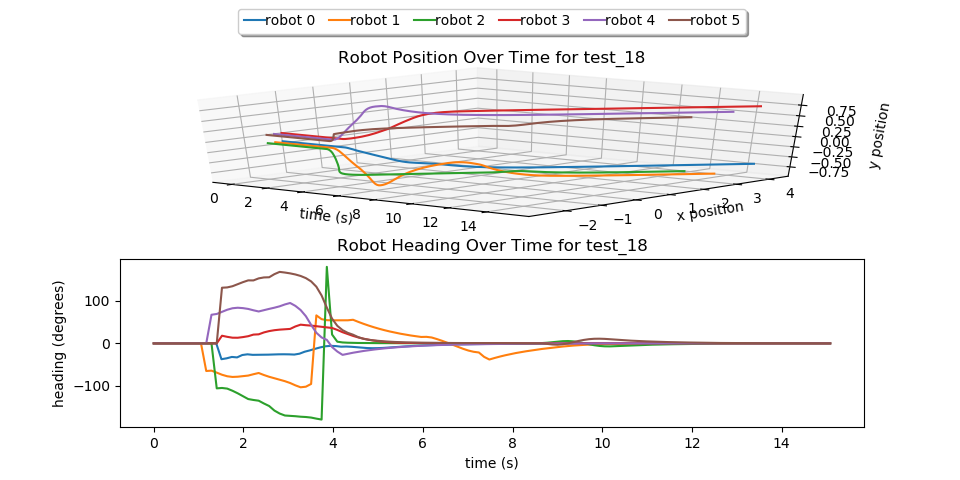 robot 0 robot 1 robot 2 robot 3 robot 4 robot 5
Robot Position Over Time for test_18
0.75
0.50
0.25
0.00
−0.25
−0.50
−0.75
y position
0 2 4 6 8 10 12 14
time (s)
−2 −1 0 1 2 3 4
x position
Robot Heading Over Time for test_18
100
0
−100
heading (degrees)
0 2 4 6 8 10 12 14
time (s)